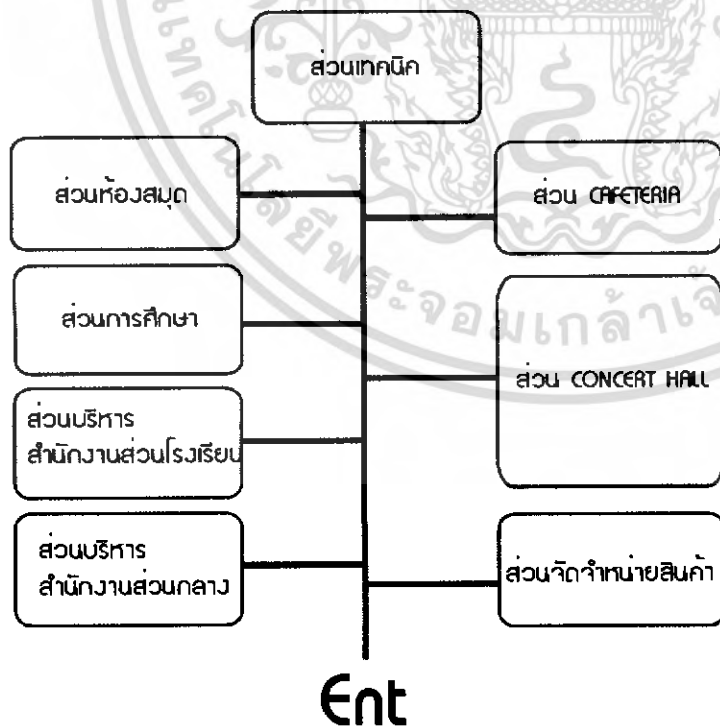 ส่วนเทคนิค
ส่วนห้องสมุด
ส่วน CAFETERIA
ส่วนการศึกษา
ส่วน CONCERT HALL
ส่วนบริหาร
สำนักงานส่วนโรงเรียน
ส่วนบริหาร
สำนักงานส่วนกลาง
ส่วนจัดจำหน่ายสินค้า
Ent